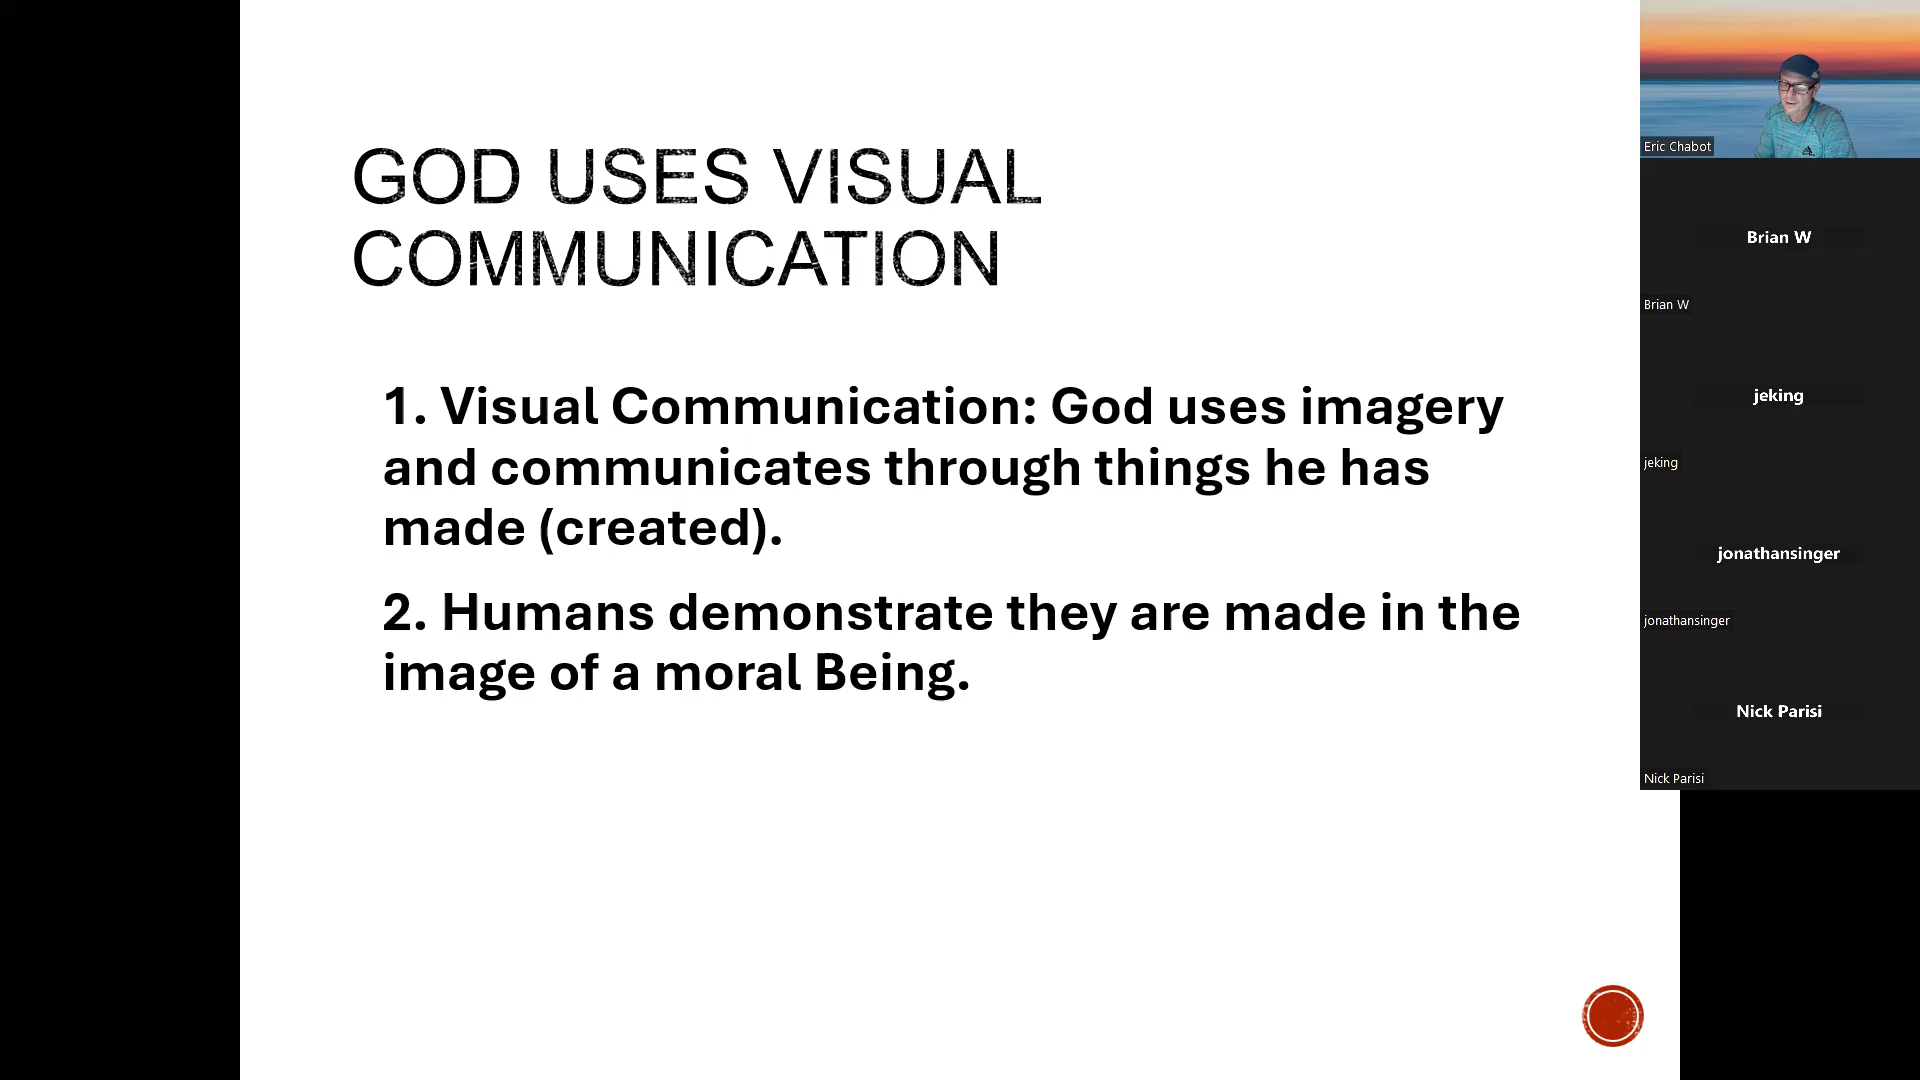 GOD USES VISUAL
COMMUNICATION
1. Visual Communication: God uses imagery
and communicates through things he has
made (created).
2. Humans demonstrate they are made in the
image of a moral Being.
Eric Chabot
Brian W
Brian W
jeking
jeking
jonathansinger
jonathansinger
Nick Parisi
Nick Parisi